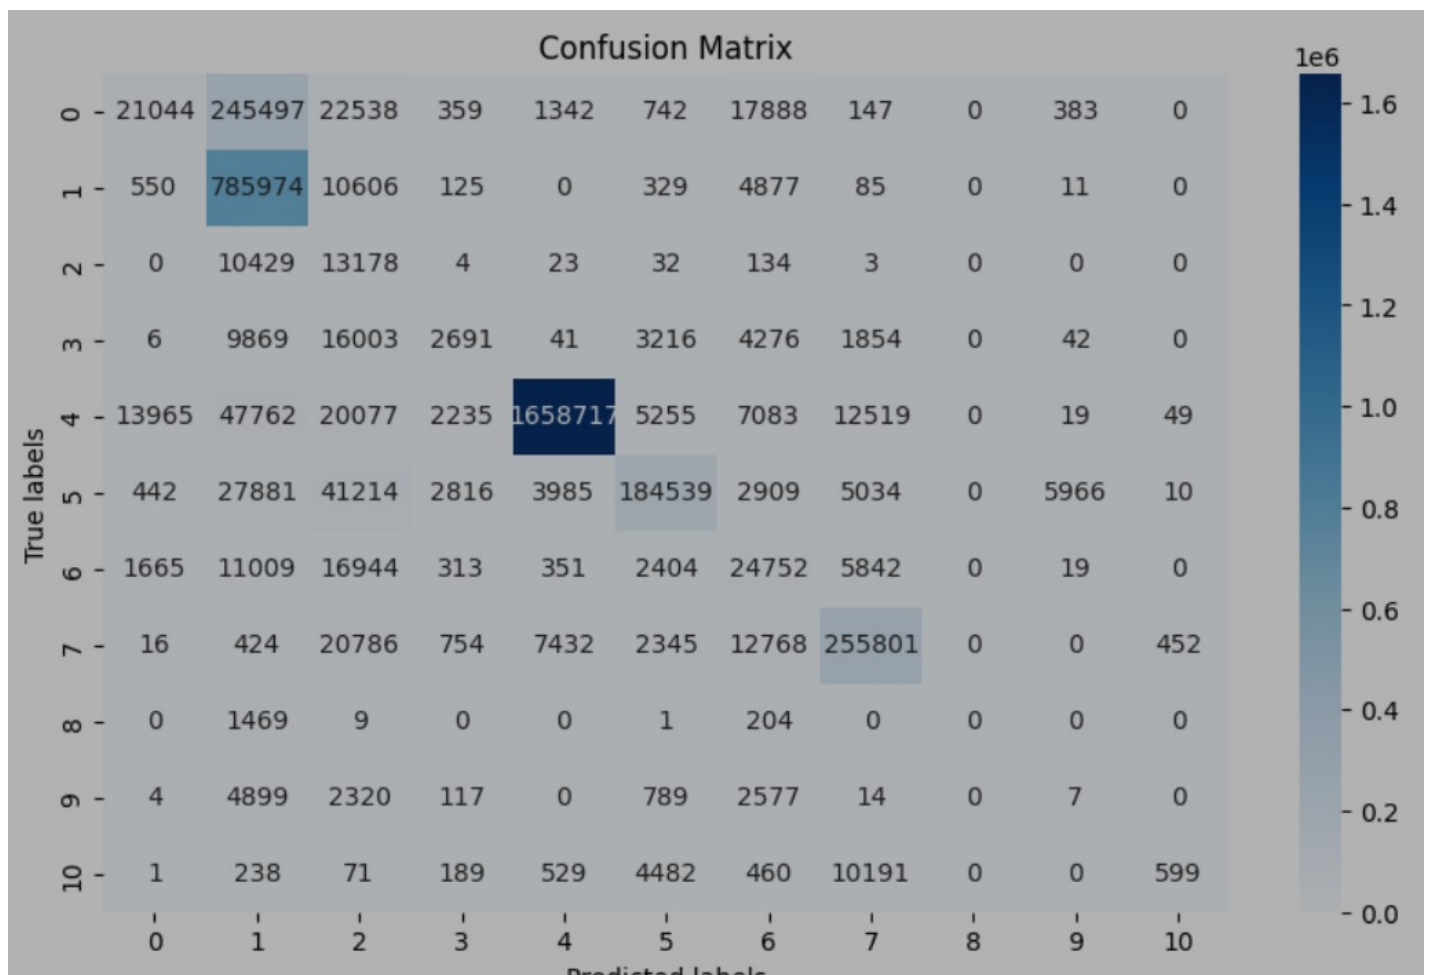 Confusion Matrix
1e6
0 21044 245497 22538 359 1342 742 17888 147 0 383 0
1.6
1 550 785974 10606 125 0 329 4877 85 0 11 0
1.4
2 0 10429 13178 4 23 32 134 3 0 0 0
1.2
3 6 9869 16003 2691 41 3216 4276 1854 0 42 0
1.0
4 13965 47762 20077 2235 1658717 5255 7083 12519 0 19 49
0.8
5 442 27881 41214 2816 3985 184539 2909 5034 0 5966 10
0.6
6 1665 11009 16944 313 351 2404 24752 5842 0 19 0
0.4
7 16 424 20786 754 7432 2345 12768 255801 0 0 452
0.2
8 0 1469 9 0 0 1 204 0 0 0 0
9 4 4899 2320 117 0 789 2577 14 0 7 0
10 1 238 71 189 529 4482 460 10191 0 0 599
0.0
True labels
0 1 2 3 4 5 6 7 8 9 10
Predicted labels